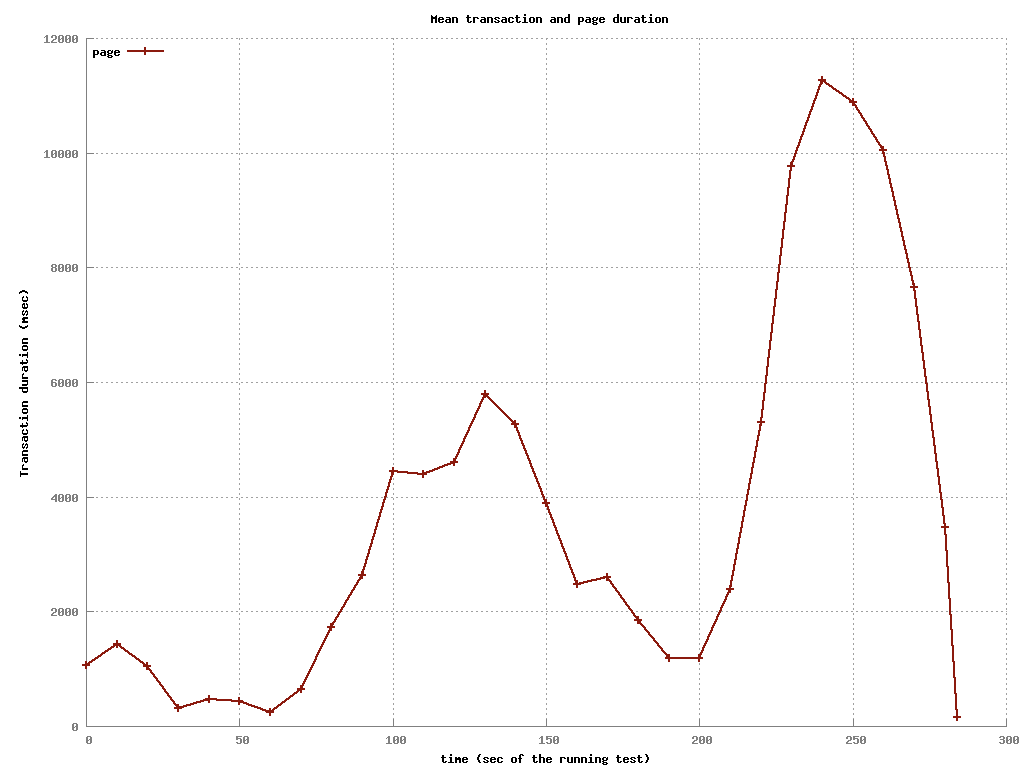 Mean transaction and page duration
12000
page
10000
8000
6000
4000
2000
0
Transaction duration (msec)
0 50 100 150 200 250 300
time (sec of the running test)